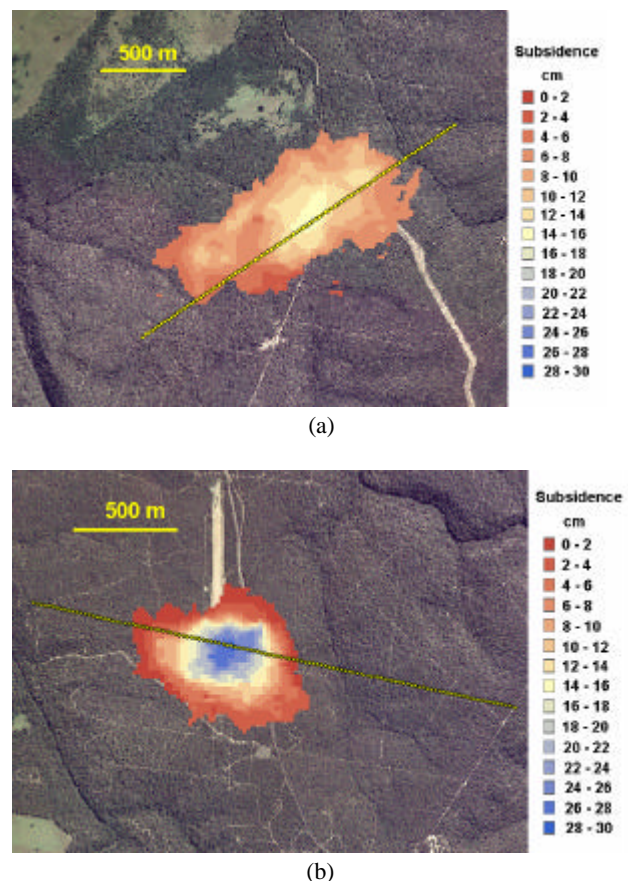 500 m
Subsidence
cm
0 - 2
2 - 4
4 - 6
6 - 8
8 - 10
10 - 12
12 - 14
14 - 16
16 - 18
18 - 20
20 - 22
22 - 24
24 - 26
26 - 28
28 - 30
(a)
500 m
Subsidence
cm
0 - 2
2 - 4
4 - 6
6 - 8
8 - 10
10 - 12
12 - 14
14 - 16
16 - 18
18 - 20
20 - 22
22 - 24
24 - 26
26 - 28
28 - 30
(b)